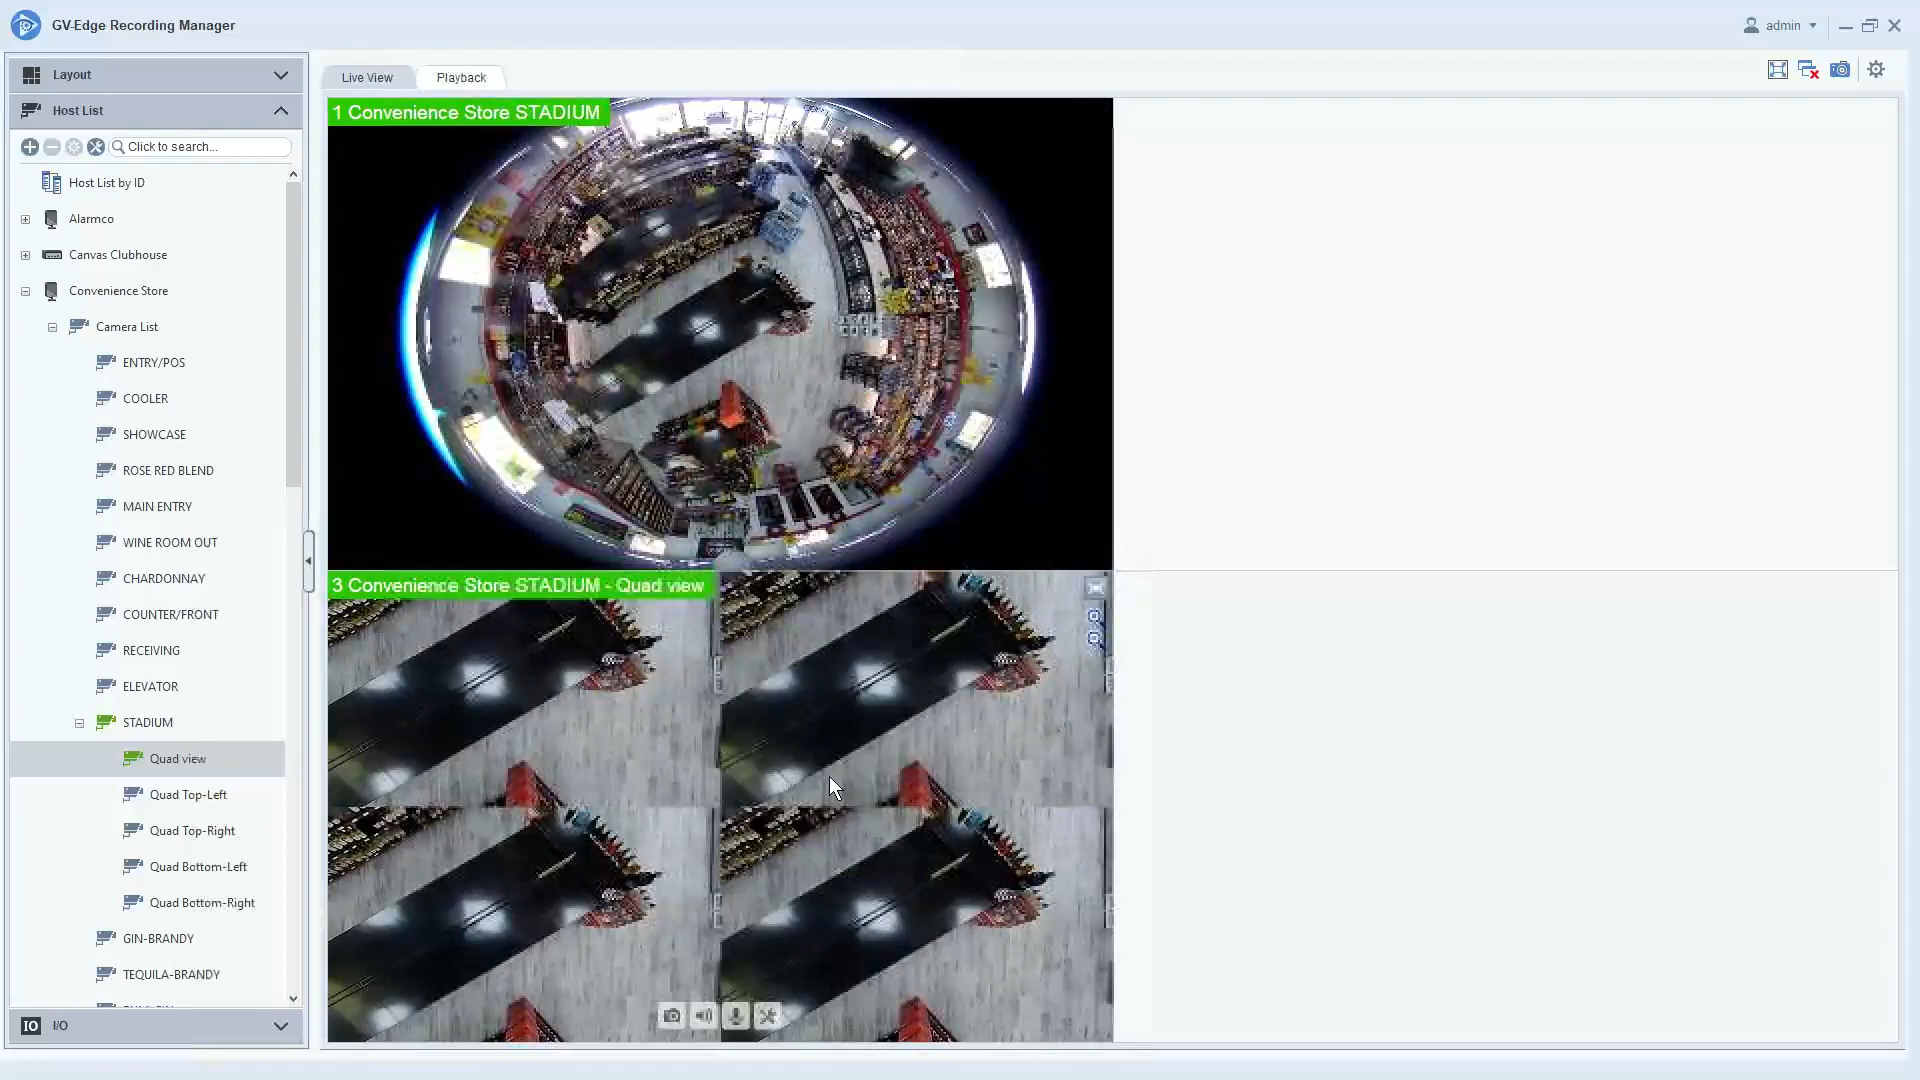 GV-Edge Recording Manager
admin
Layout
Host List
Click to search...
Host List by ID
Alarmco
Canvas Clubhouse
Convenience Store
Camera List
ENTRY/POS
COOLER
SHOWCASE
ROSE RED BLEND
MAIN ENTRY
WINE ROOM OUT
CHARDONNAY
COUNTER/FRONT
RECEIVING
ELEVATOR
STADIUM
Quad view
Quad Top-Left
Quad Top-Right
Quad Bottom-Left
Quad Bottom-Right
GIN-BRANDY
TEQUILA-BRANDY
IO I/O
Live View
Playback
1 Convenience Store STADIUM
3 Convenience Store STADIUM - Quad view